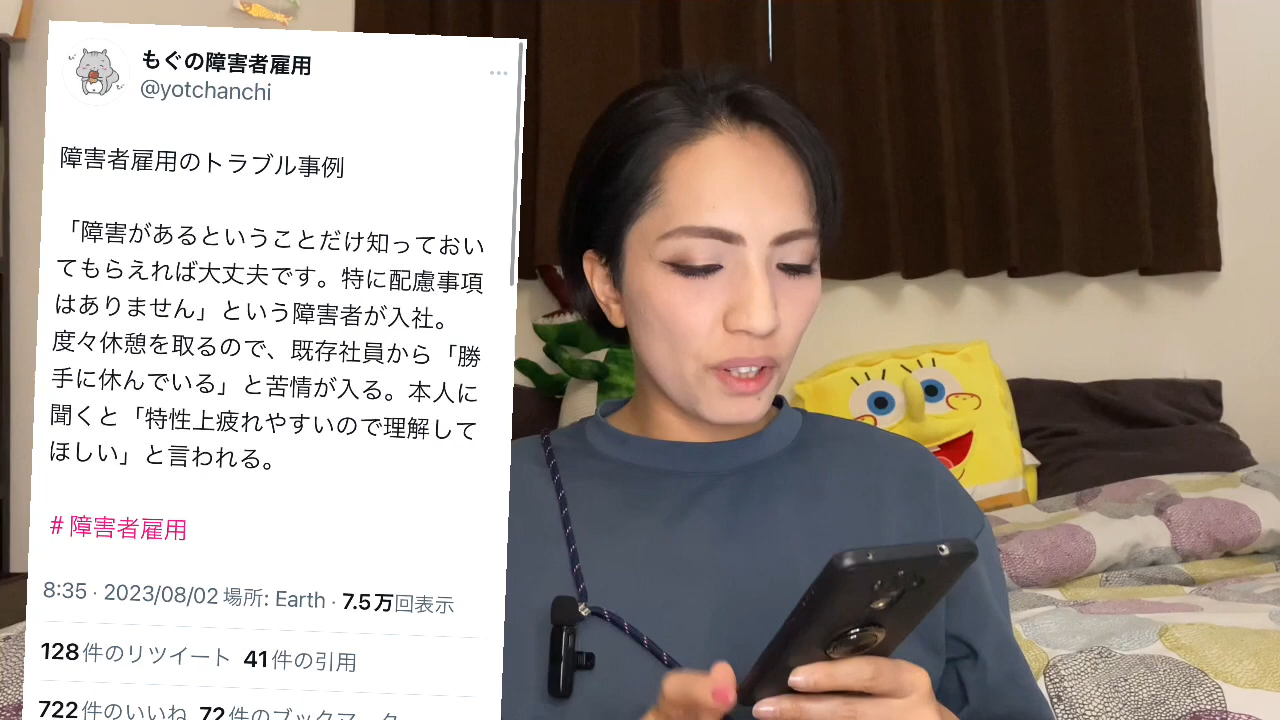 もぐの障害者雇用
@yotchanchi
障害者雇用のトラブル事例
「障害があるということだけ知っておい
てもらえれば大丈夫です。特に配慮事項
はありません」という障害者が入社。
度々休憩を取るので、既存社員から「勝
手に休んでいる」と苦情が入る。本人に
聞くと「特性上疲れやすいので理解して
ほしい」と言われる。
#障害者雇用
8:35 · 2023/08/02 場所: Earth · 7.5万回表示
128件のリツイート 41件の引用
722件のいいね 72件のブックマーク